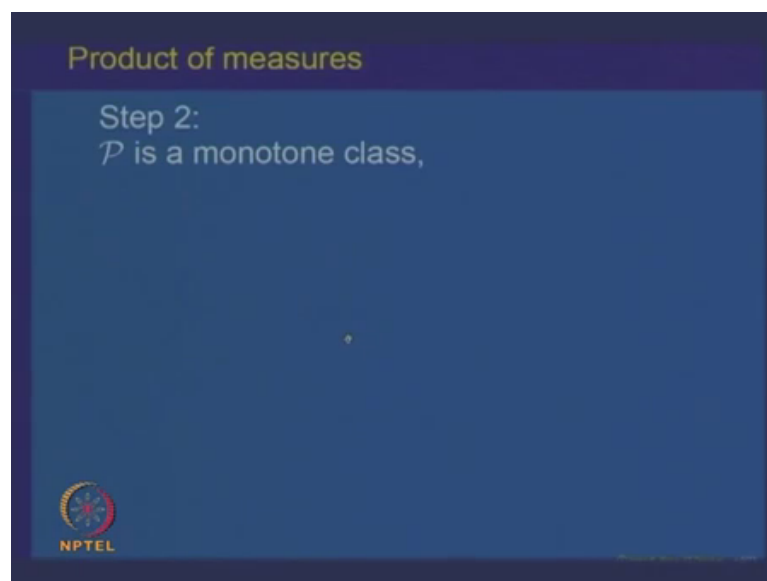 Product of measures
Step 2:
𝒫 is a monotone class,
NPTEL